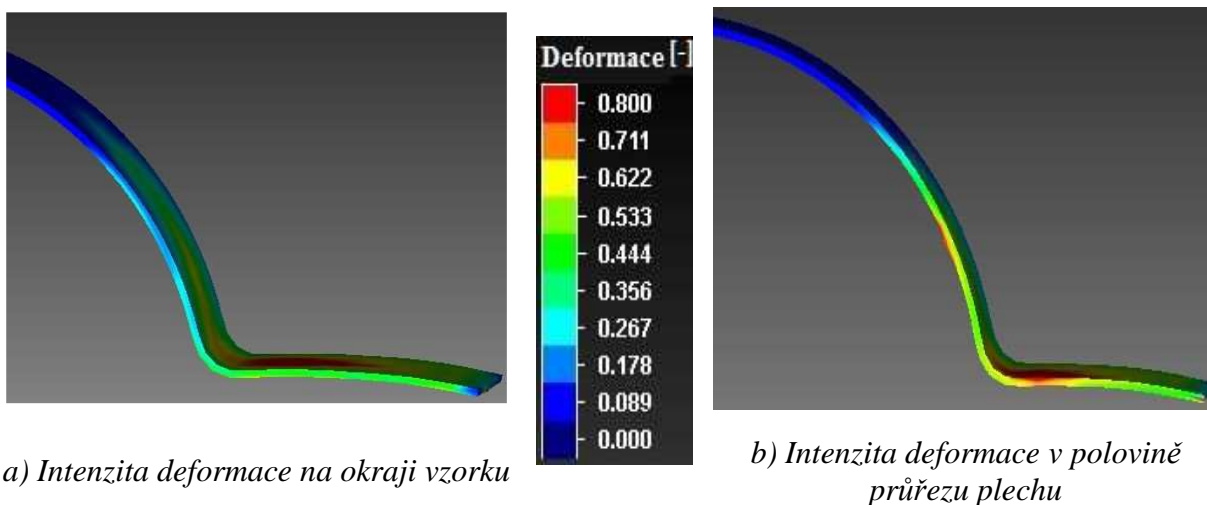 Deformace [-]
0.800
0.711
0.622
0.533
0.444
0.356
0.267
0.178
0.089
0.000
a) Intenzita deformace na okraji vzorku
b) Intenzita deformace v polovině
průřezu plechu